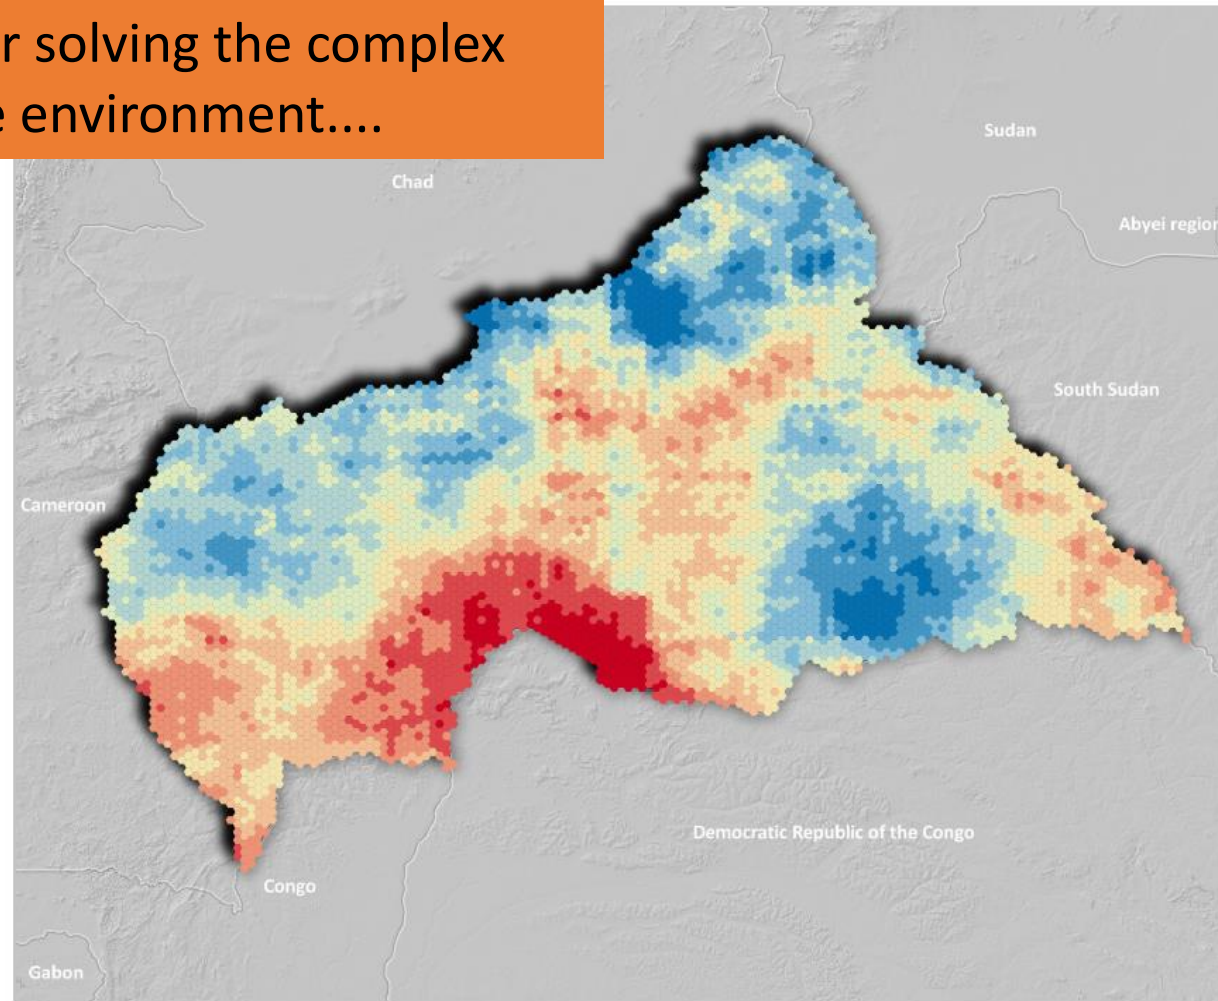 r solving the complex
e environment....
Sudan
Chad
Abyei region
South Sudan
Cameroon
Democratic Republic of the Congo
Congo
Gabon